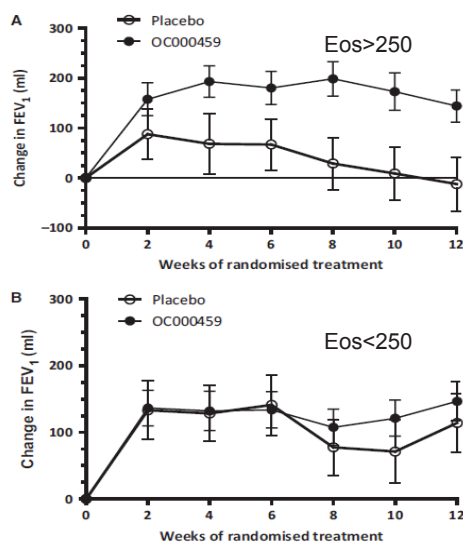 A
Placebo
OC000459
Eos>250
Change in FEV1 (ml)
300
200
100
0
−100
0 2 4 6 8 10 12
Weeks of randomised treatment
B
Placebo
OC000459
Eos<250
Change in FEV1 (ml)
300
200
100
0
0 2 4 6 8 10 12
Weeks of randomised treatment